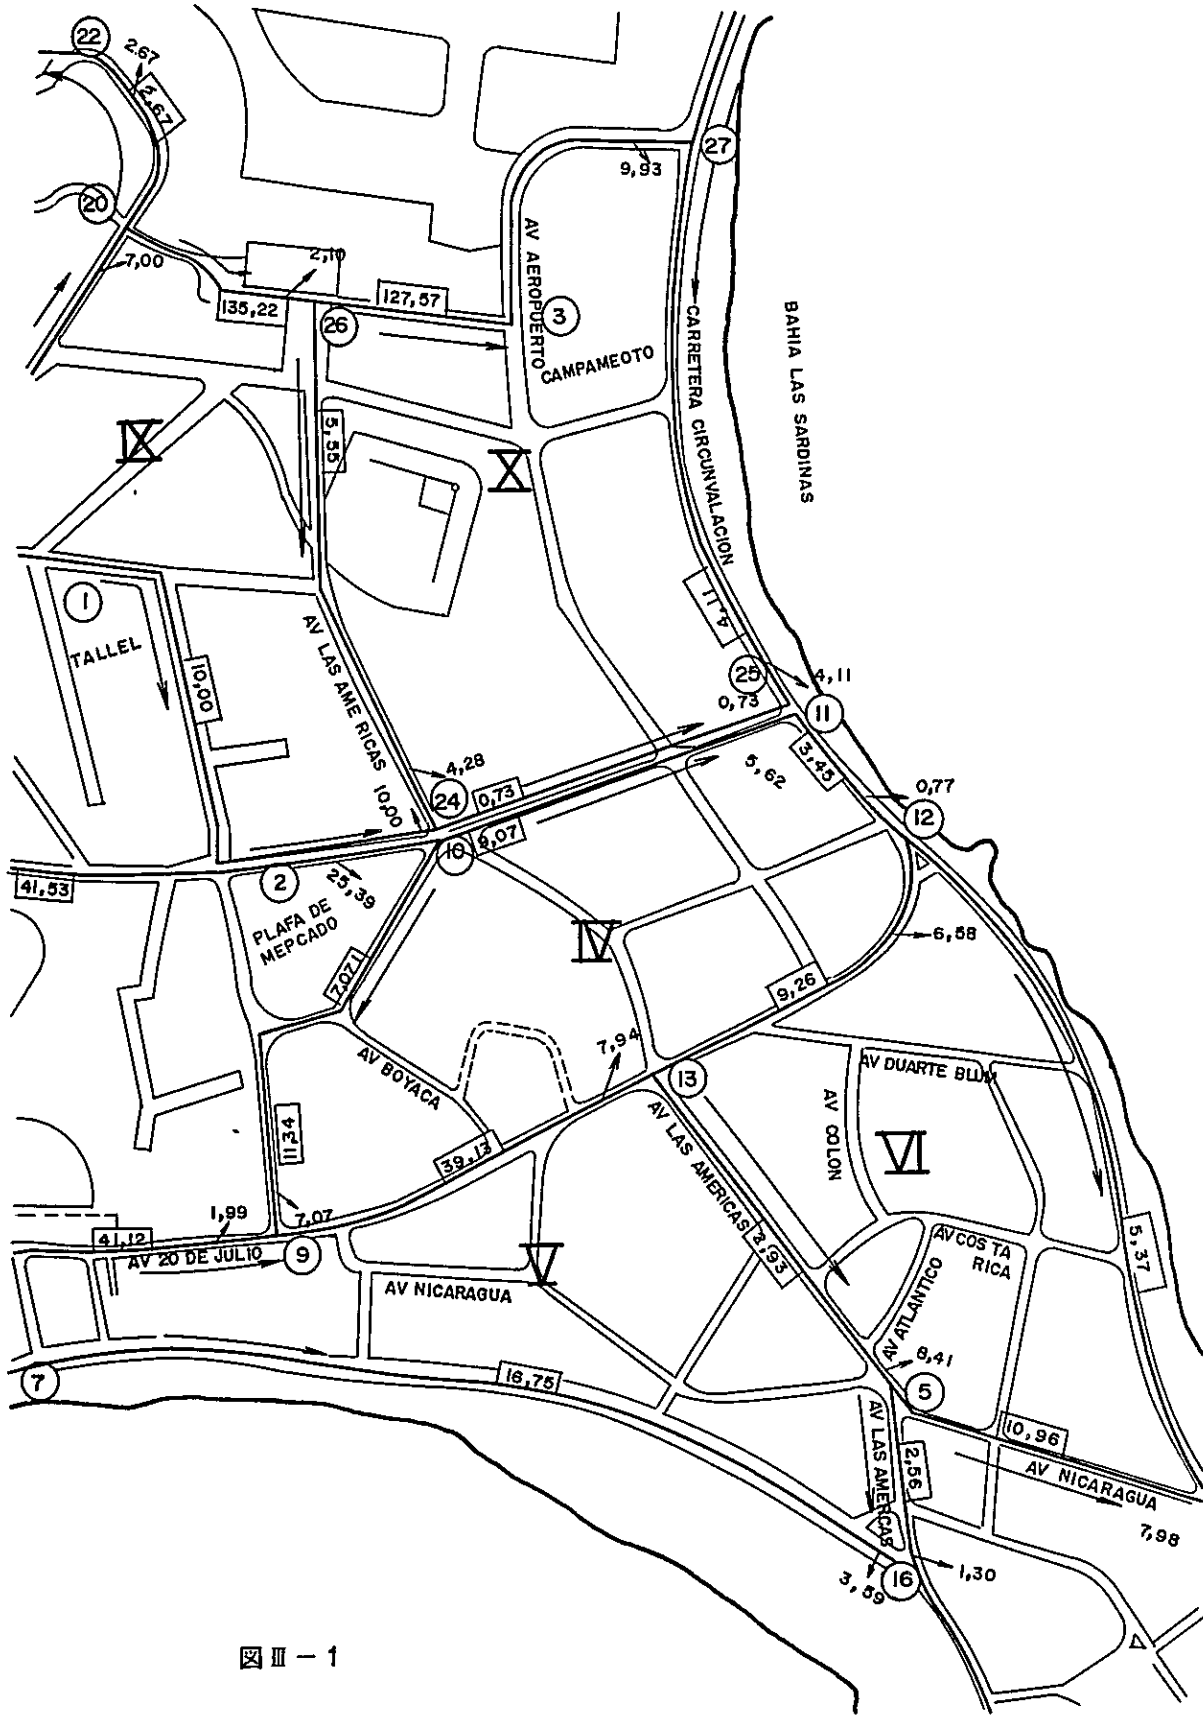 22
2.67
2,67
27
9,93
20
7,00
2,10
135,22
127,57
26
AV AEROPUERTO
3
CAMPAMEOTO
CARRETERA CIRCUNVALACION
BAHIA LAS SARDINAS
IX
5,55
X
1
TALLEL
10,00
AV LAS AME RICAS
4,11
25
4,11
0,73
11
4,28
10,00
24
0,73
5,62
3,45
0,77
12
9,07
10
41,53
2
25,39
PLAFA DE
MEPCADO
IV
6,58
7,071
9,26
7,94
AV BOYACA
13
AV DUARTE BLUM
AV COLON
AV LAS AMERICAS
VI
11,34
39,13
1,99
7,07
41,12
AV 20 DE JULIO
9
V
2,93
AV COS TA
RICA
5,37
AV NICARAGUA
AV ATLANTICO
8,41
7
16,75
5
AV LAS AMERCAS
10,96
2,56
AV NICARAGUA
7,98
3,59
16
1,30
図Ⅲ-1